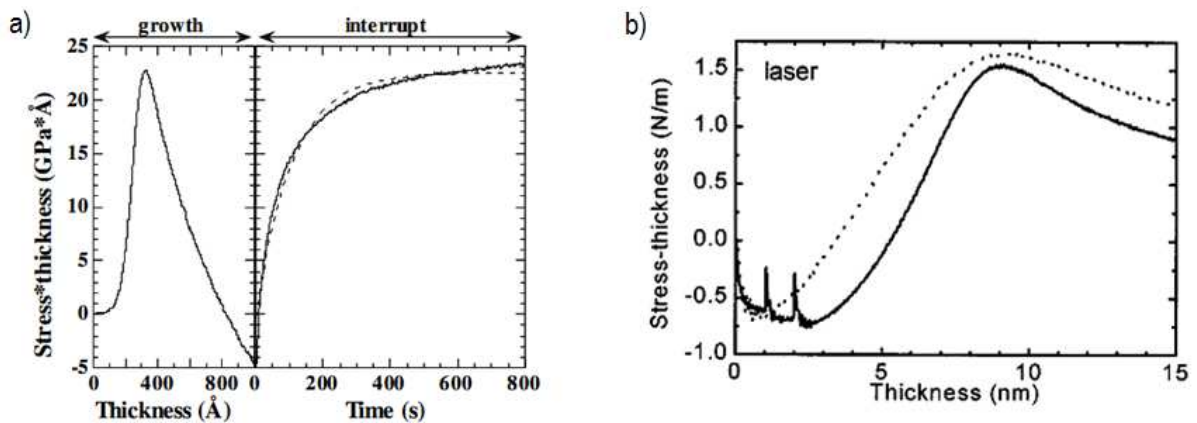 a)
growth
interrupt
25
20
15
10
5
0
-5
Stress*thickness (GPa*Å)
0 400 800 0 200 400 600 800
Thickness (Å)
Time (s)
b)
laser
1.5
1.0
0.5
0.0
-0.5
-1.0
Stress-thickness (N/m)
0 5 10 15
Thickness (nm)